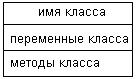 имя класса
переменные класса
методы класса